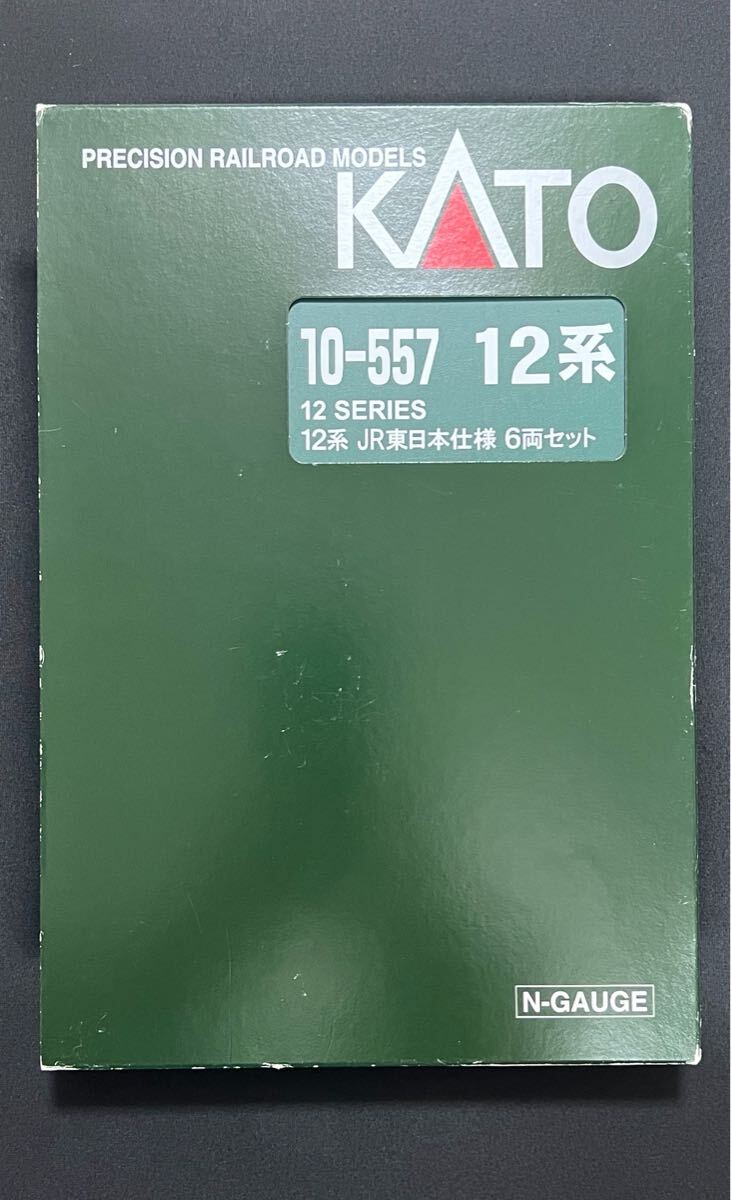 PRECISION RAILROAD MODELS
KATO
10-557 12系
12 SERIES
12系 JR東日本仕様 6両セット
N-GAUGE